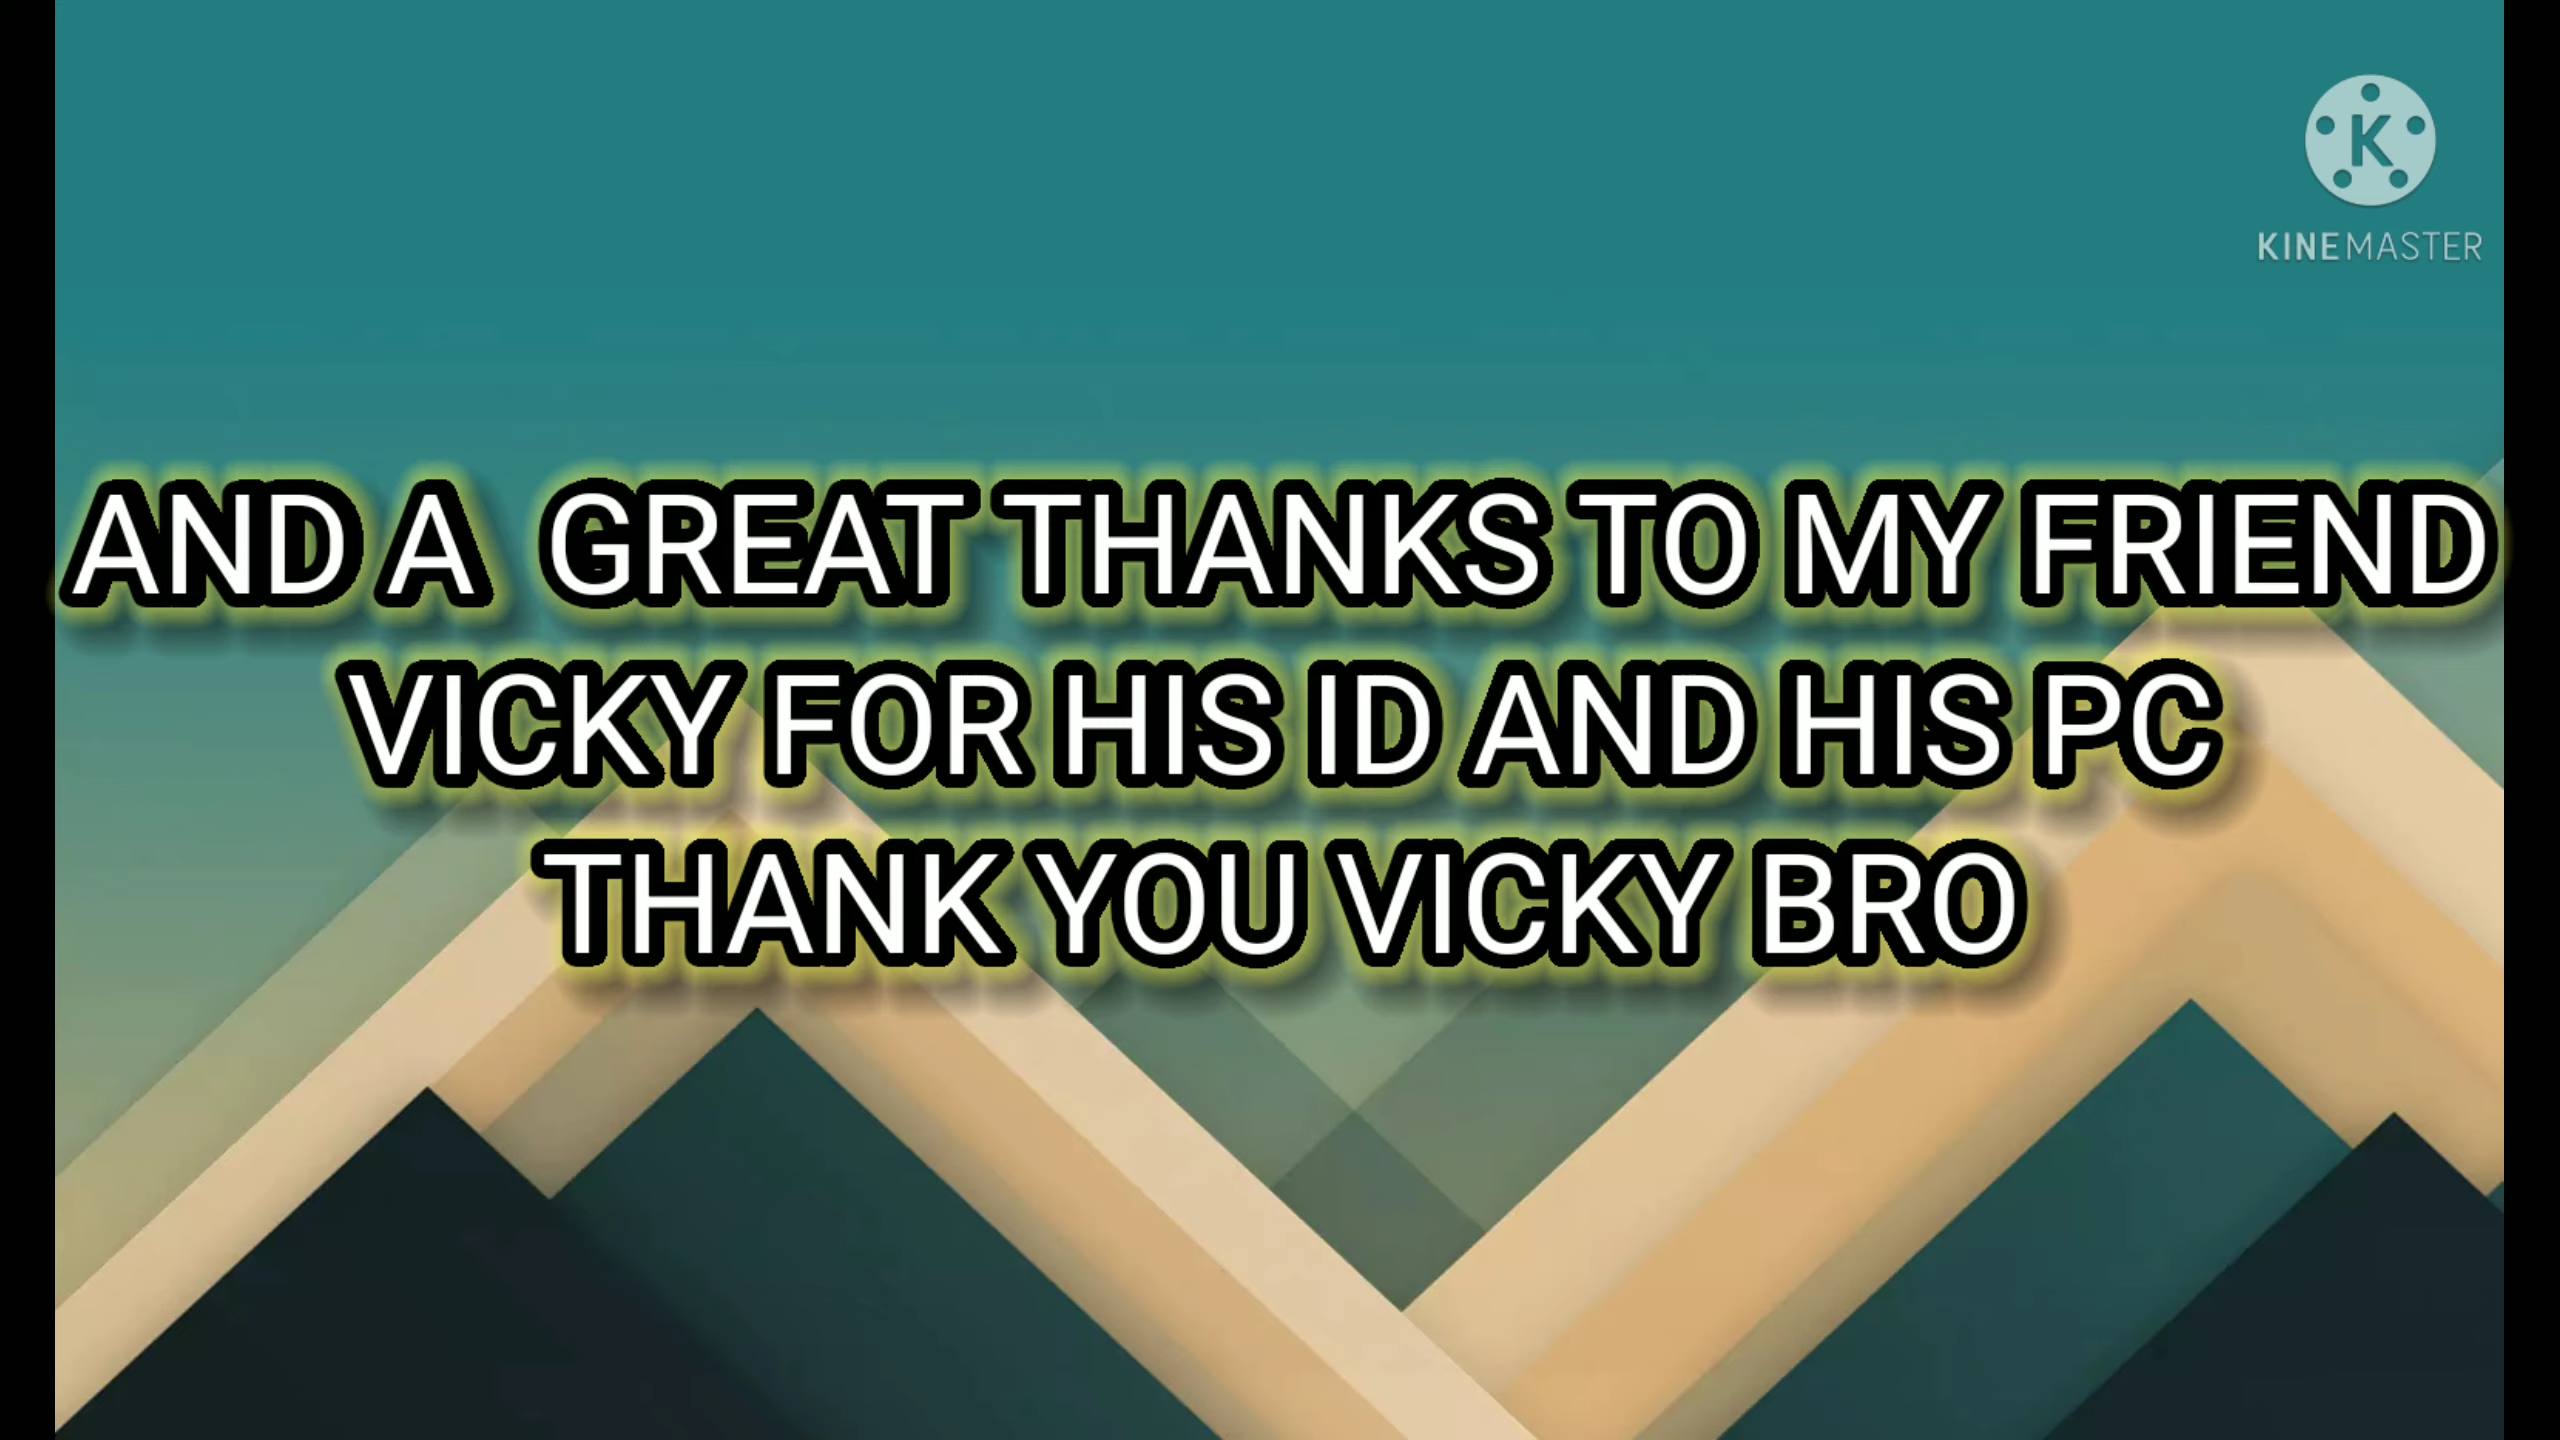 K
KINEMASTER
AND A GREAT THANKS TO MY FRIEND
VICKY FOR HIS ID AND HIS PC
THANK YOU VICKY BRO